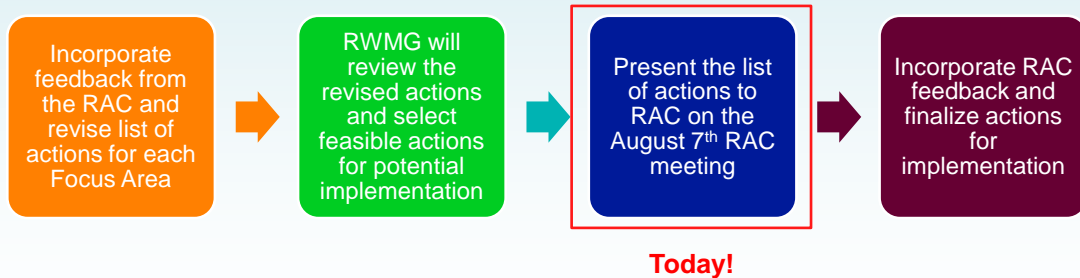 Incorporate
feedback from
the RAC and
revise list of
actions for each
Focus Area
RWMG will
review the
revised actions
and select
feasible actions
for potential
implementation
Present the list
of actions to
RAC on the
August 7th RAC
meeting
Incorporate RAC
feedback and
finalize actions
for
implementation
Today!